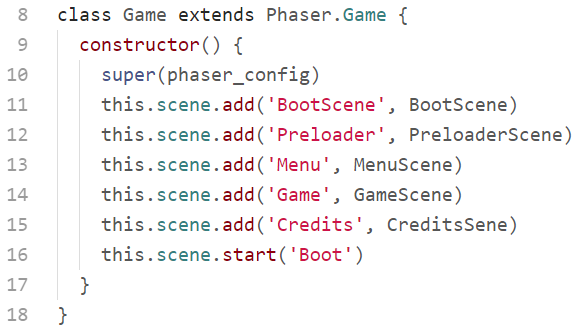 8 class Game extends Phaser.Game {
9 constructor() {
10 super(phaser_config)
11 this.scene.add('BootScene', BootScene)
12 this.scene.add('Preloader', PreloaderScene)
13 this.scene.add('Menu', MenuScene)
14 this.scene.add('Game', GameScene)
15 this.scene.add('Credits', CreditsSene)
16 this.scene.start('Boot')
17 }
18 }